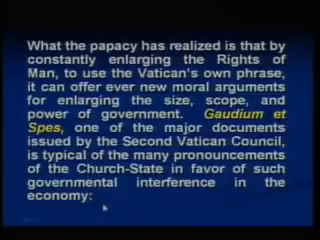 What the papacy has realized is that by
constantly enlarging the Rights of
Man, to use the Vatican's own phrase,
it can offer ever new moral arguments
for enlarging the size, scope, and
power of government. Gaudium et
Spes, one of the major documents
issued by the Second Vatican Council,
is typical of the many pronouncements
of the Church-State in favor of such
governmental interference in the
economy: